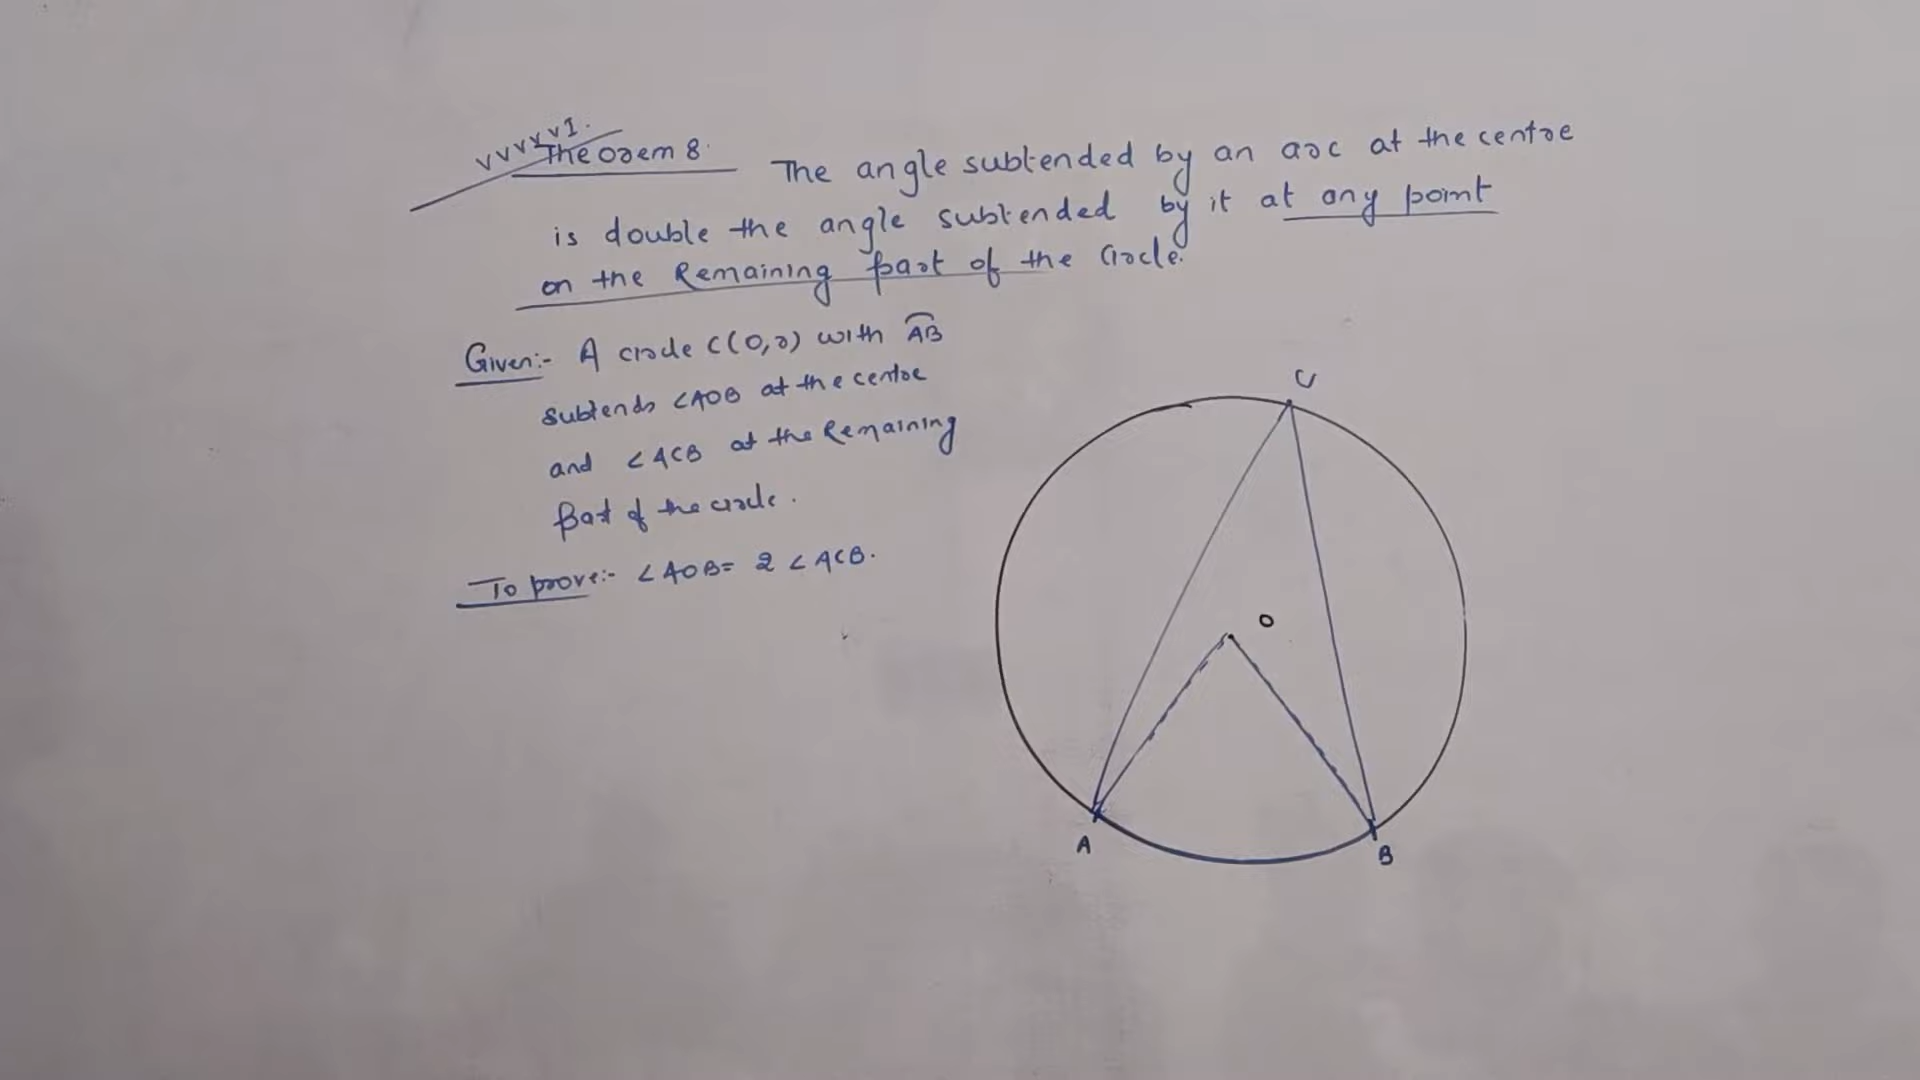 VVVVVI.
Theorem 8. The angle subtended by an arc at the centre
is double the angle subtended by it at any point
on the Remaining part of the Circle.
Given:- A circle C(O,r) with A͡B
subtends ∠AOB at the centre
and ∠ACB at the Remaining
part of the circle.
To prove:- ∠AOB= 2 ∠ACB.
C
O
A
B